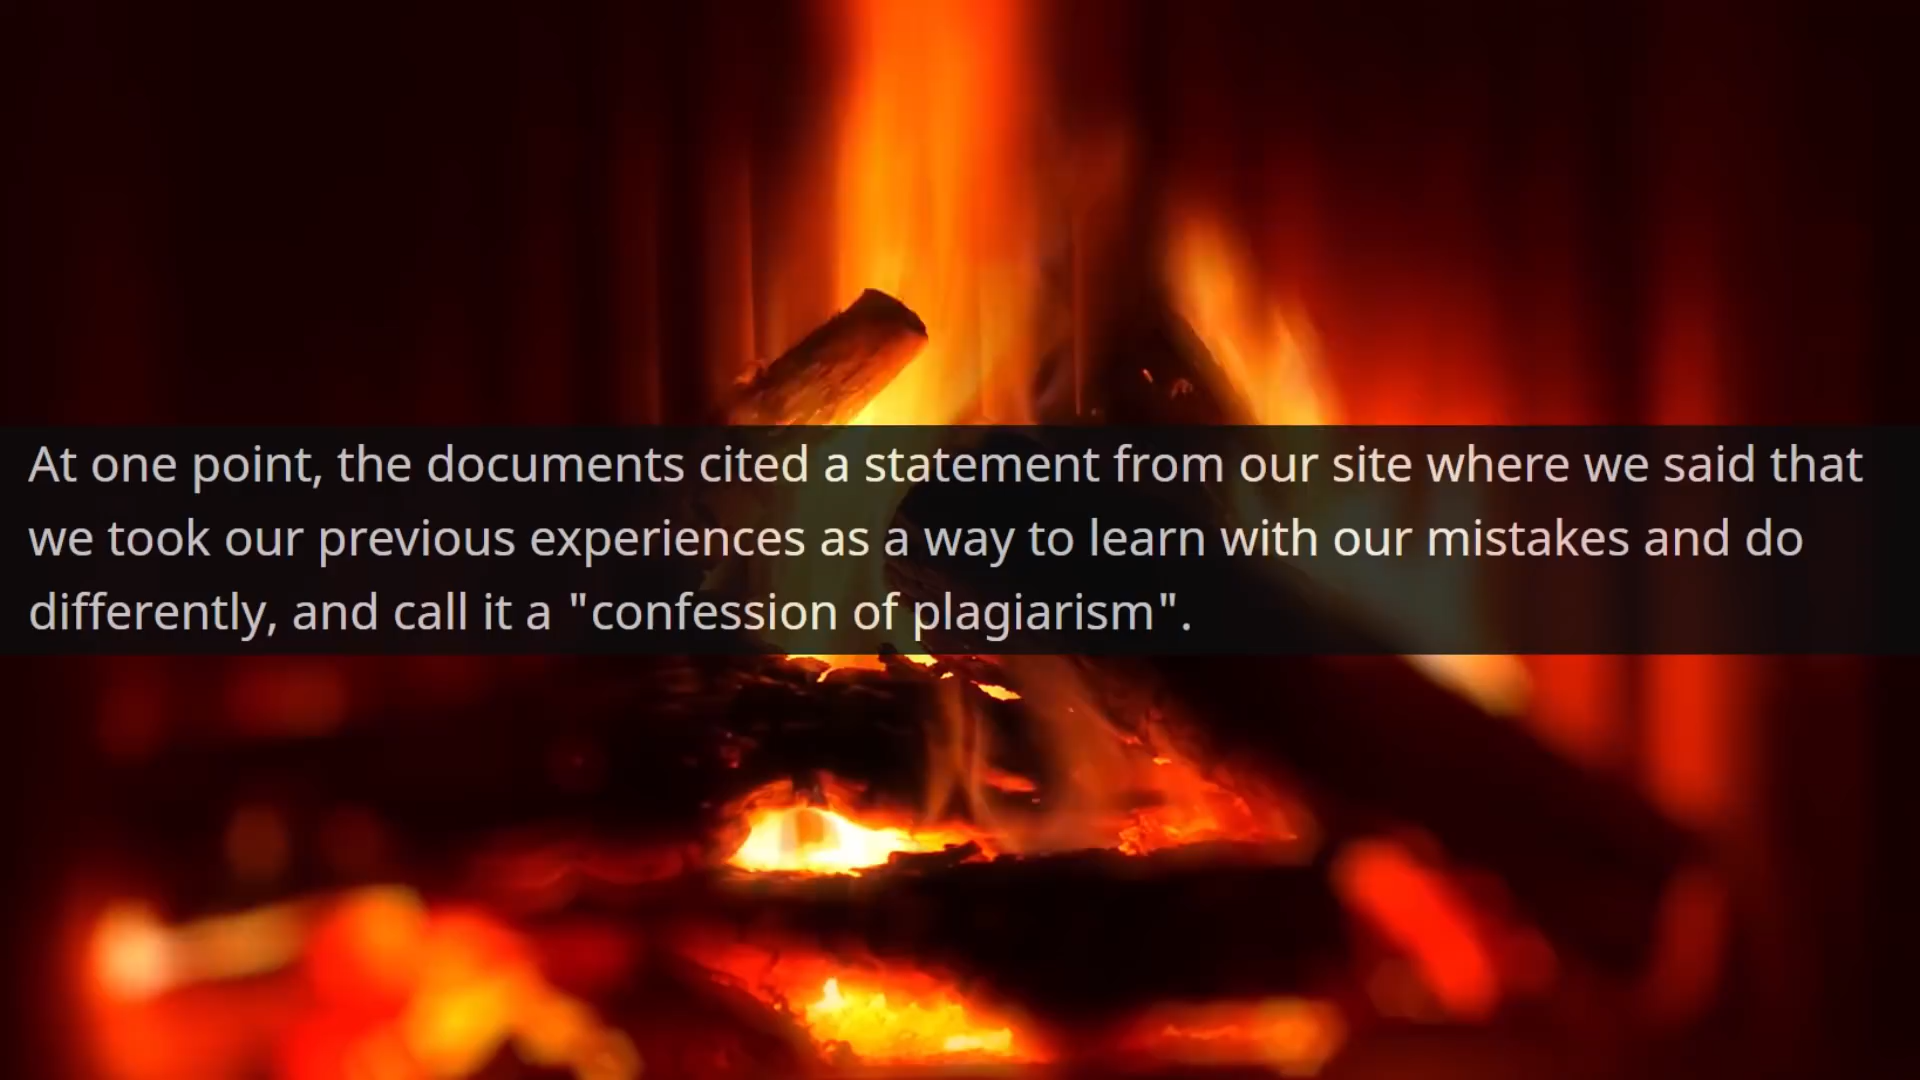 At one point, the documents cited a statement from our site where we said that
we took our previous experiences as a way to learn with our mistakes and do
differently, and call it a "confession of plagiarism".